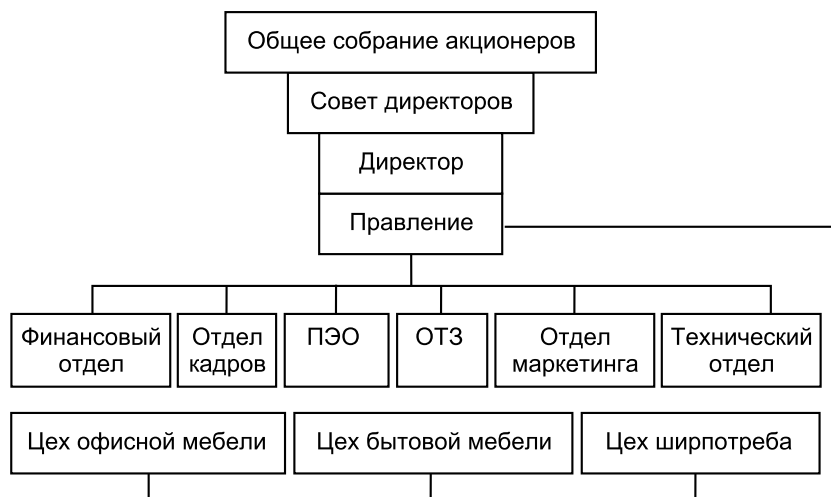 Общее собрание акционеров
Совет директоров
Директор
Правление
Финансовый
отдел
Отдел
кадров
ПЭО
ОТЗ
Отдел
маркетинга
Технический
отдел
Цех офисной мебели
Цех бытовой мебели
Цех ширпотреба